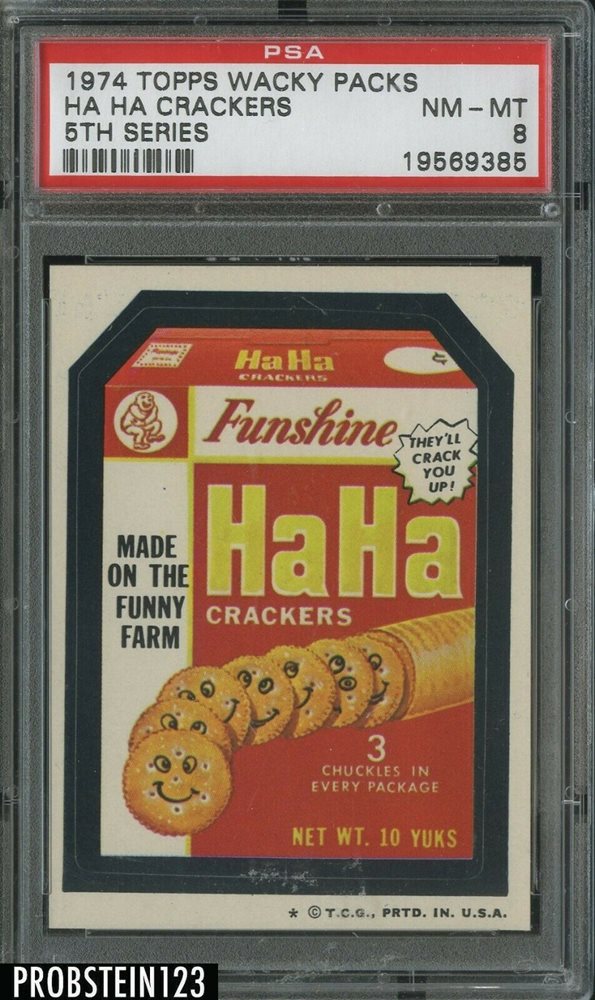 PSA
1974 TOPPS WACKY PACKS
HA HA CRACKERS NM - MT
5TH SERIES 8
19569385
HaHa
CRACKERS
Funshine
THEY'LL
CRACK
YOU
UP!
HaHa
CRACKERS
MADE
ON THE
FUNNY
FARM
3
CHUCKLES IN
EVERY PACKAGE
NET WT. 10 YUKS
* © T.C.G., PRTD. IN. U.S.A.
PROBSTEIN123